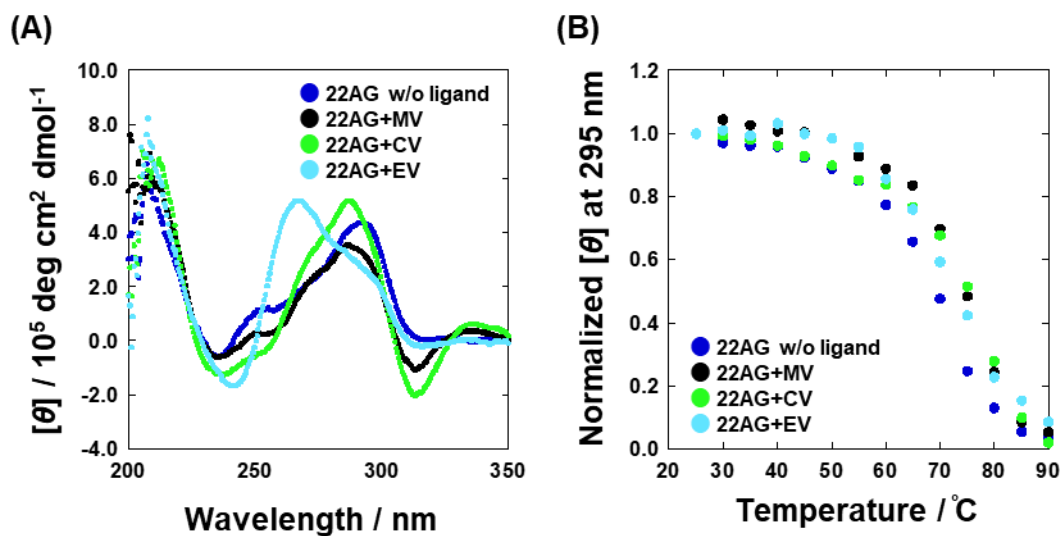 (A)
[θ] / 10⁵ deg cm² dmol⁻¹
10.0
8.0
6.0
4.0
2.0
0.0
-2.0
-4.0
22AG w/o ligand
22AG+MV
22AG+CV
22AG+EV
200
250
300
350
Wavelength / nm
(B)
Normalized [θ] at 295 nm
1.2
1.0
0.8
0.6
0.4
0.2
0.0
22AG w/o ligand
22AG+MV
22AG+CV
22AG+EV
20 30 40 50 60 70 80 90
Temperature / °C